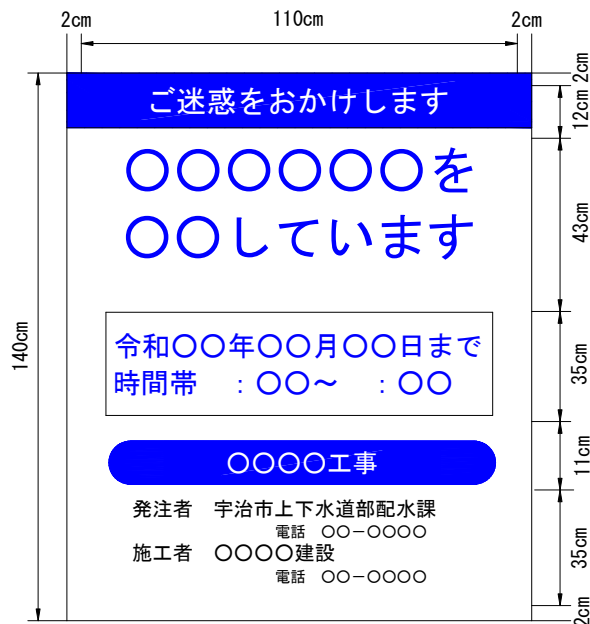 2cm 110cm 2cm
2cm
ご迷惑をおかけします
12cm
〇〇〇〇〇〇を
〇〇しています
43cm
140cm
令和〇〇年〇〇月〇〇日まで
時間帯 :〇〇~ :〇〇
35cm
〇〇〇〇工事
11cm
発注者 宇治市上下水道部配水課
電話 〇〇-〇〇〇〇
施工者 〇〇〇〇建設
電話 〇〇-〇〇〇〇
35cm
2cm